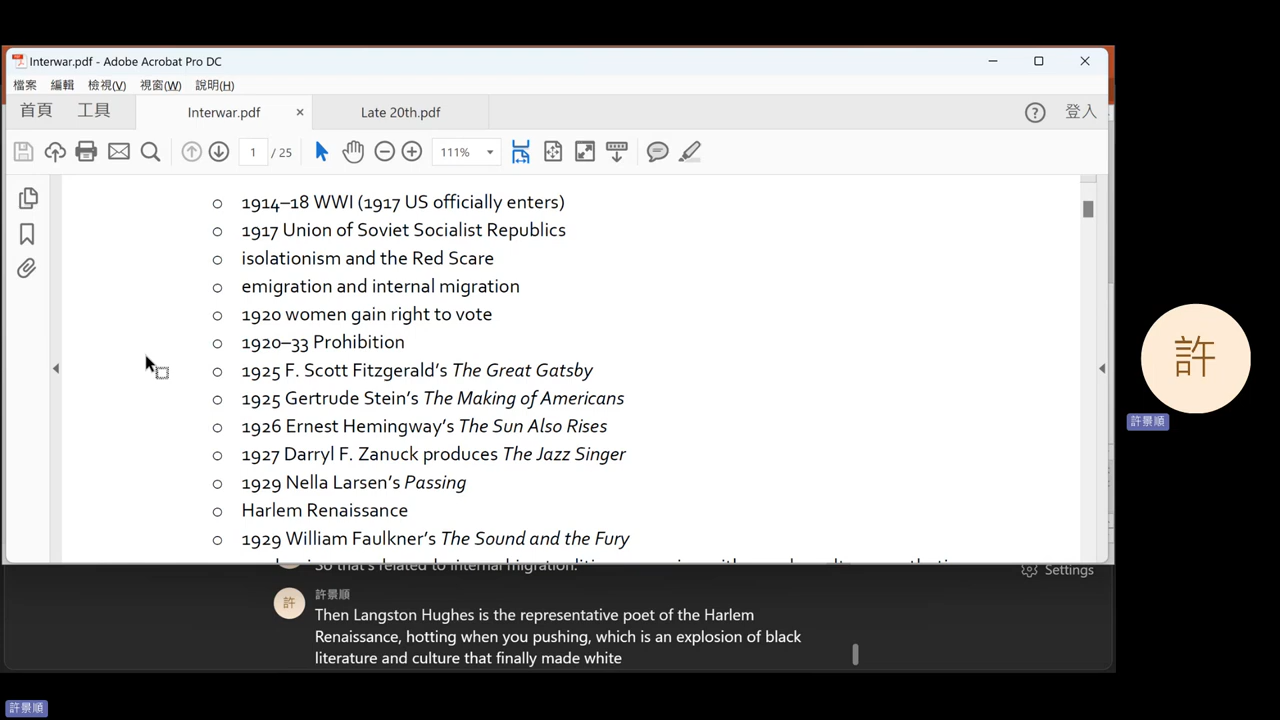 Interwar.pdf - Adobe Acrobat Pro DC
檔案 編輯 檢視(V) 視窗(W) 說明(H)
首頁 工具 Interwar.pdf × Late 20th.pdf 登入
1 / 25 111%
○ 1914–18 WWI (1917 US officially enters)
○ 1917 Union of Soviet Socialist Republics
○ isolationism and the Red Scare
○ emigration and internal migration
○ 1920 women gain right to vote
○ 1920–33 Prohibition
○ 1925 F. Scott Fitzgerald's The Great Gatsby
○ 1925 Gertrude Stein's The Making of Americans
○ 1926 Ernest Hemingway's The Sun Also Rises
○ 1927 Darryl F. Zanuck produces The Jazz Singer
○ 1929 Nella Larsen's Passing
○ Harlem Renaissance
○ 1929 William Faulkner's The Sound and the Fury
So that's related to internal migration.
Settings
許
許景順
Then Langston Hughes is the representative poet of the Harlem
Renaissance, hotting when you pushing, which is an explosion of black
literature and culture that finally made white
許
許景順
許景順